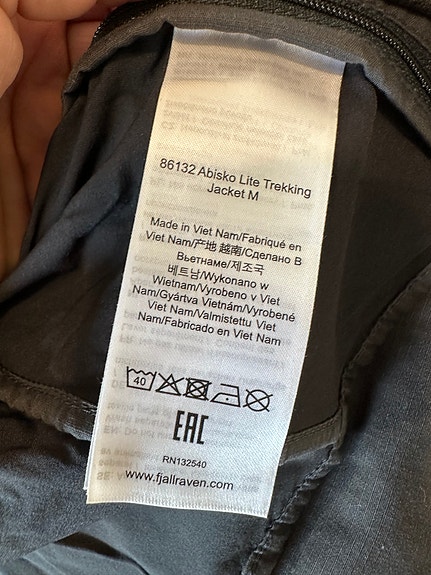 86132 Abisko Lite Trekking
Jacket M
Made in Viet Nam/Fabriqué en
Viet Nam/产地 越南/Сделано В
Вьетнаме/제조국
베트남/Wykonano w
Wietnam/Vyrobeno v Viet
Nam/Gyártva Vietnám/Vyrobené
Viet Nam/Valmistettu Viet
Nam/Fabricado en Viet Nam
40
EAC
RN132540
www.fjallraven.com